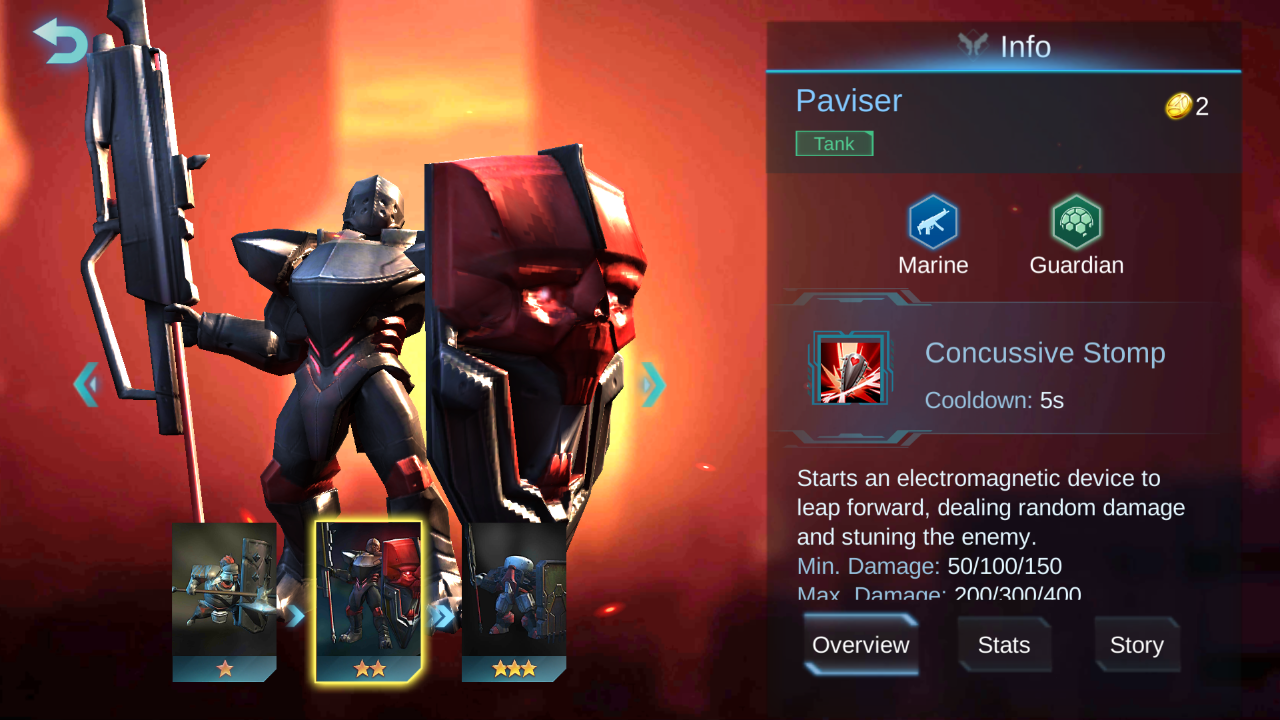 Info
Paviser
2
Tank
Marine
Guardian
Concussive Stomp
Cooldown: 5s
Starts an electromagnetic device to
leap forward, dealing random damage
and stuning the enemy.
Min. Damage: 50/100/150
Max. Damage: 200/300/400
Overview
Stats
Story